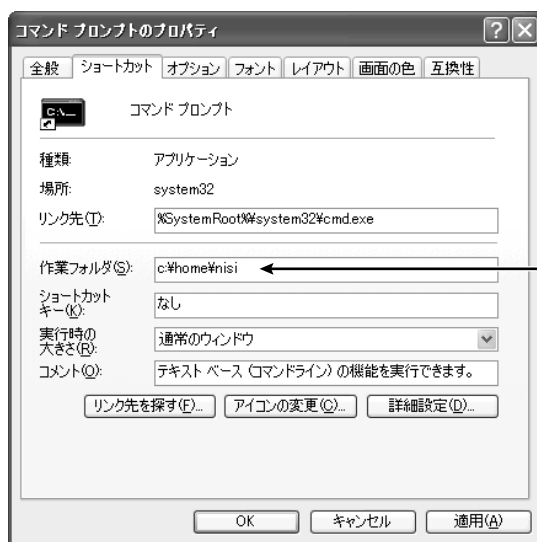 コマンド プロンプトのプロパティ
全般 ショートカット オプション フォント レイアウト 画面の色 互換性
C:\_
コマンド プロンプト
種類: アプリケーション
場所: system32
リンク先(T): %SystemRoot%¥system32¥cmd.exe
作業フォルダ(S): c:¥home¥nisi
ショートカット
キー(K): なし
実行時の
大きさ(R): 通常のウィンドウ
コメント(O): テキスト ベース (コマンドライン) の機能を実行できます。
リンク先を探す(F)... アイコンの変更(C)... 詳細設定(D)...
OK キャンセル 適用(A)